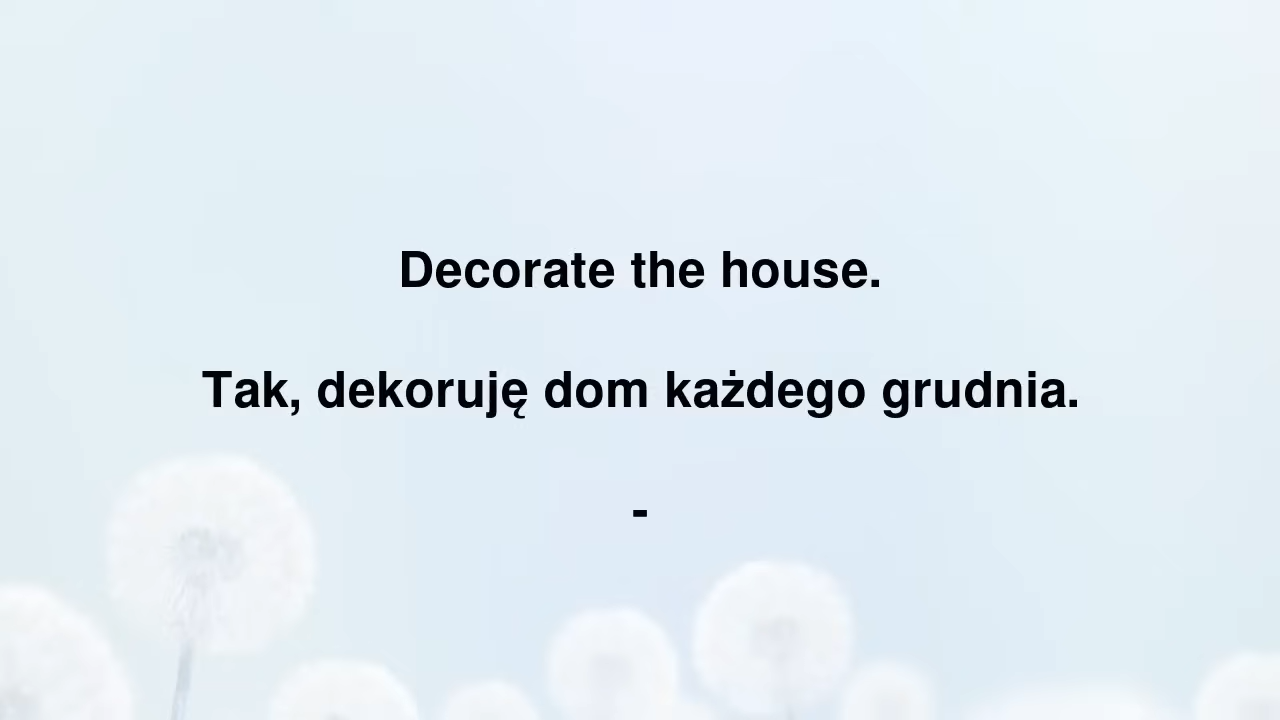 Decorate the house.
Tak, dekoruję dom każdego grudnia.
-